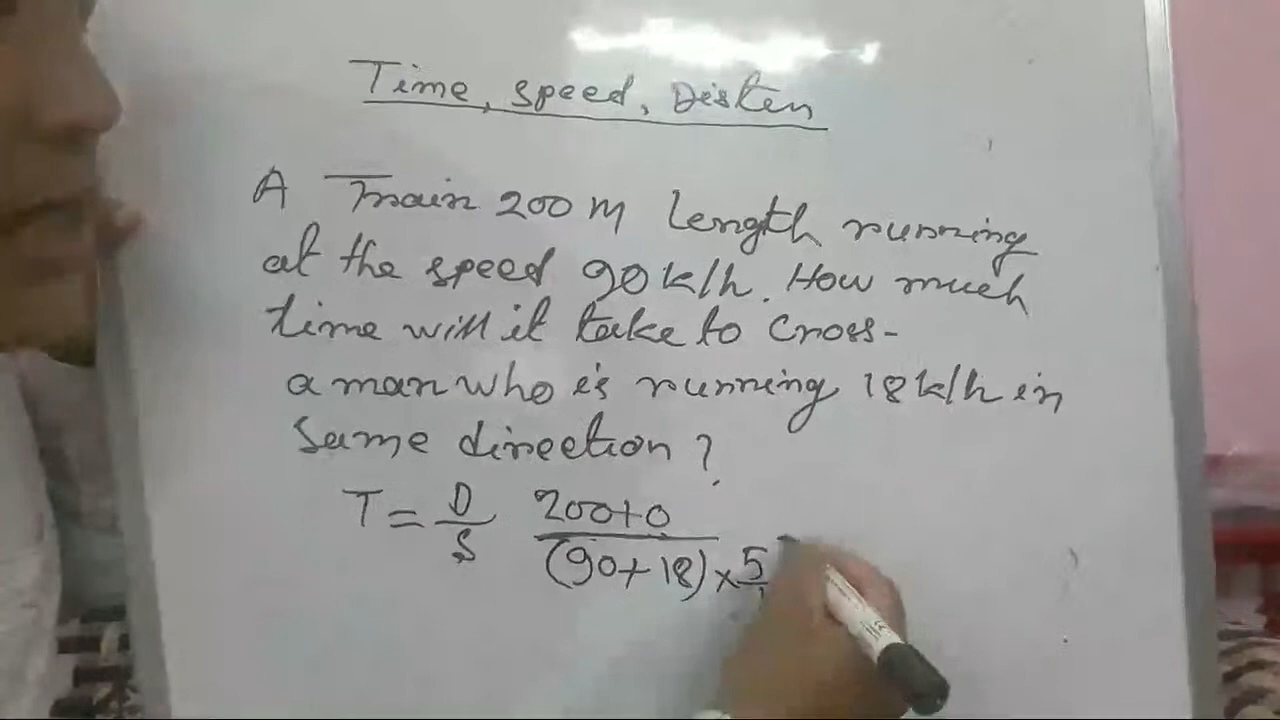 Time, speed, Disten
A Train 200 M Length running
at the speed 90 k/h. How much
time will it take to cross-
a man who is running 18 k/h in
same direction ?
T = D/S 200+0/(90+18) × 5